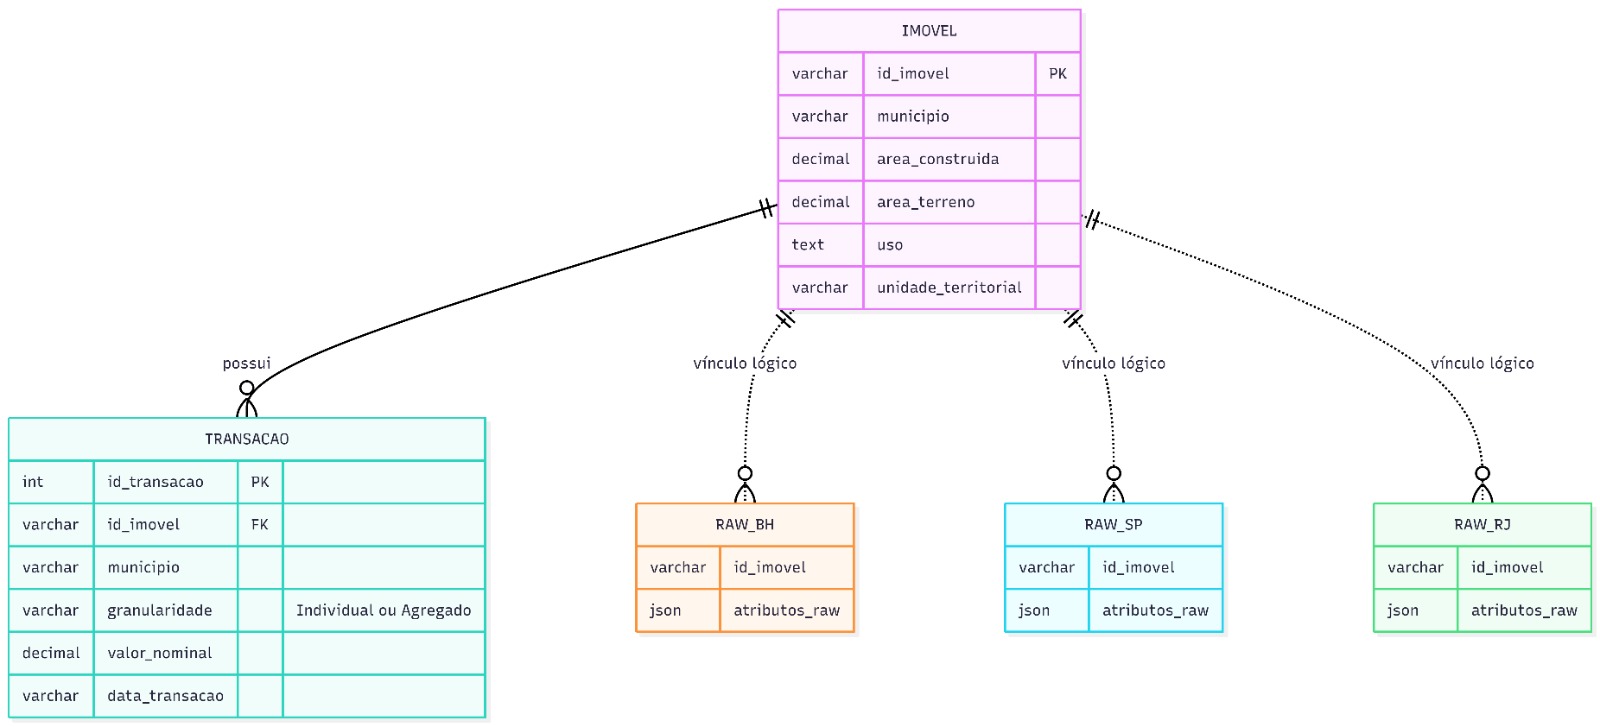 IMOVEL
varchar id_imovel PK
varchar municipio
decimal area_construida
decimal area_terreno
text uso
varchar unidade_territorial
possui
vínculo lógico
vínculo lógico
vínculo lógico
TRANSACAO
int id_transacao PK
varchar id_imovel FK
varchar municipio
varchar granularidade Individual ou Agregado
decimal valor_nominal
varchar data_transacao
RAW_BH
varchar id_imovel
json atributos_raw
RAW_SP
varchar id_imovel
json atributos_raw
RAW_RJ
varchar id_imovel
json atributos_raw